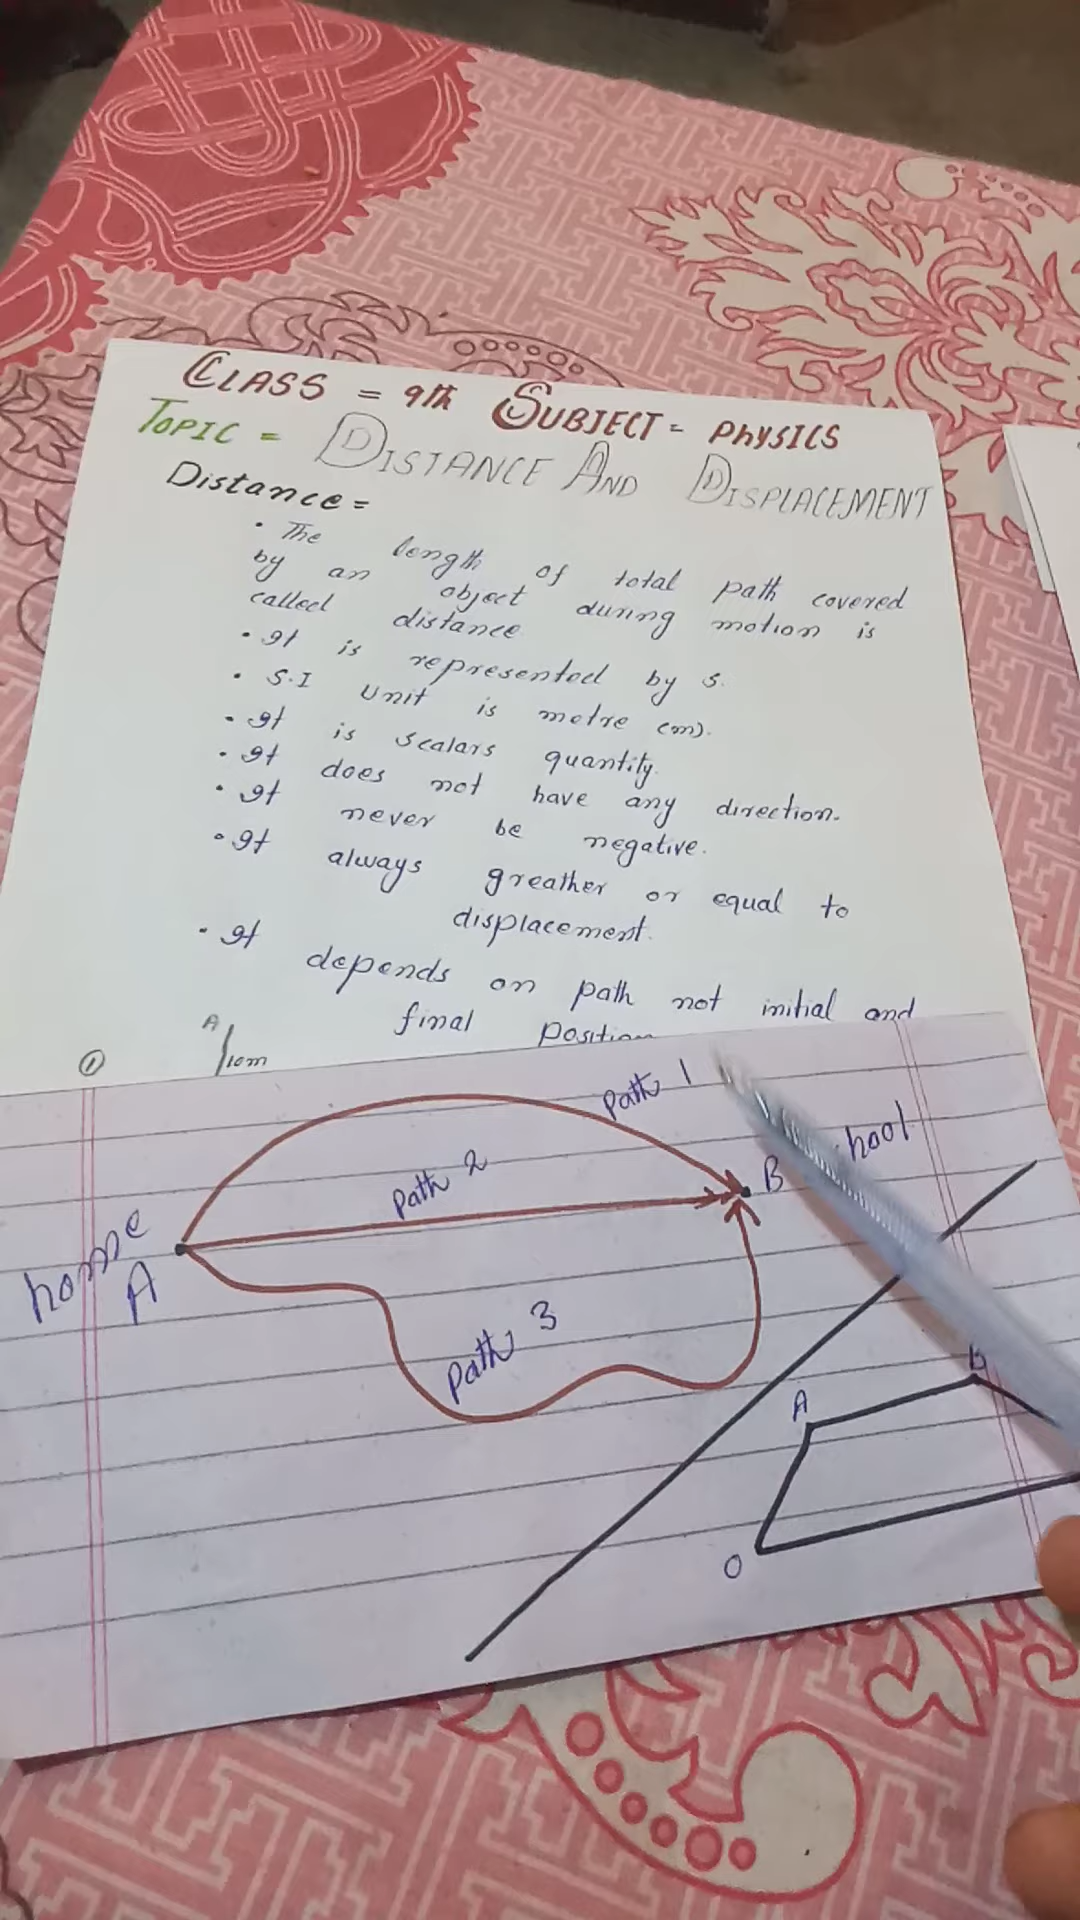 CLASS = 9th SUBJECT = PHYSICS
TOPIC = DISTANCE AND DISPLACEMENT
Distance =
• The length of total path covered
by an object during motion is
called distance
• It is represented by s.
• S.I Unit is metre (m).
• It is scalars quantity.
• It does not have any direction.
• It never be negative.
• It always greather or equal to
displacement.
• It depends on path not initial and
final position
① A 10m
Path 1
Path 2
B hool
home
A
Path 3
A B
O